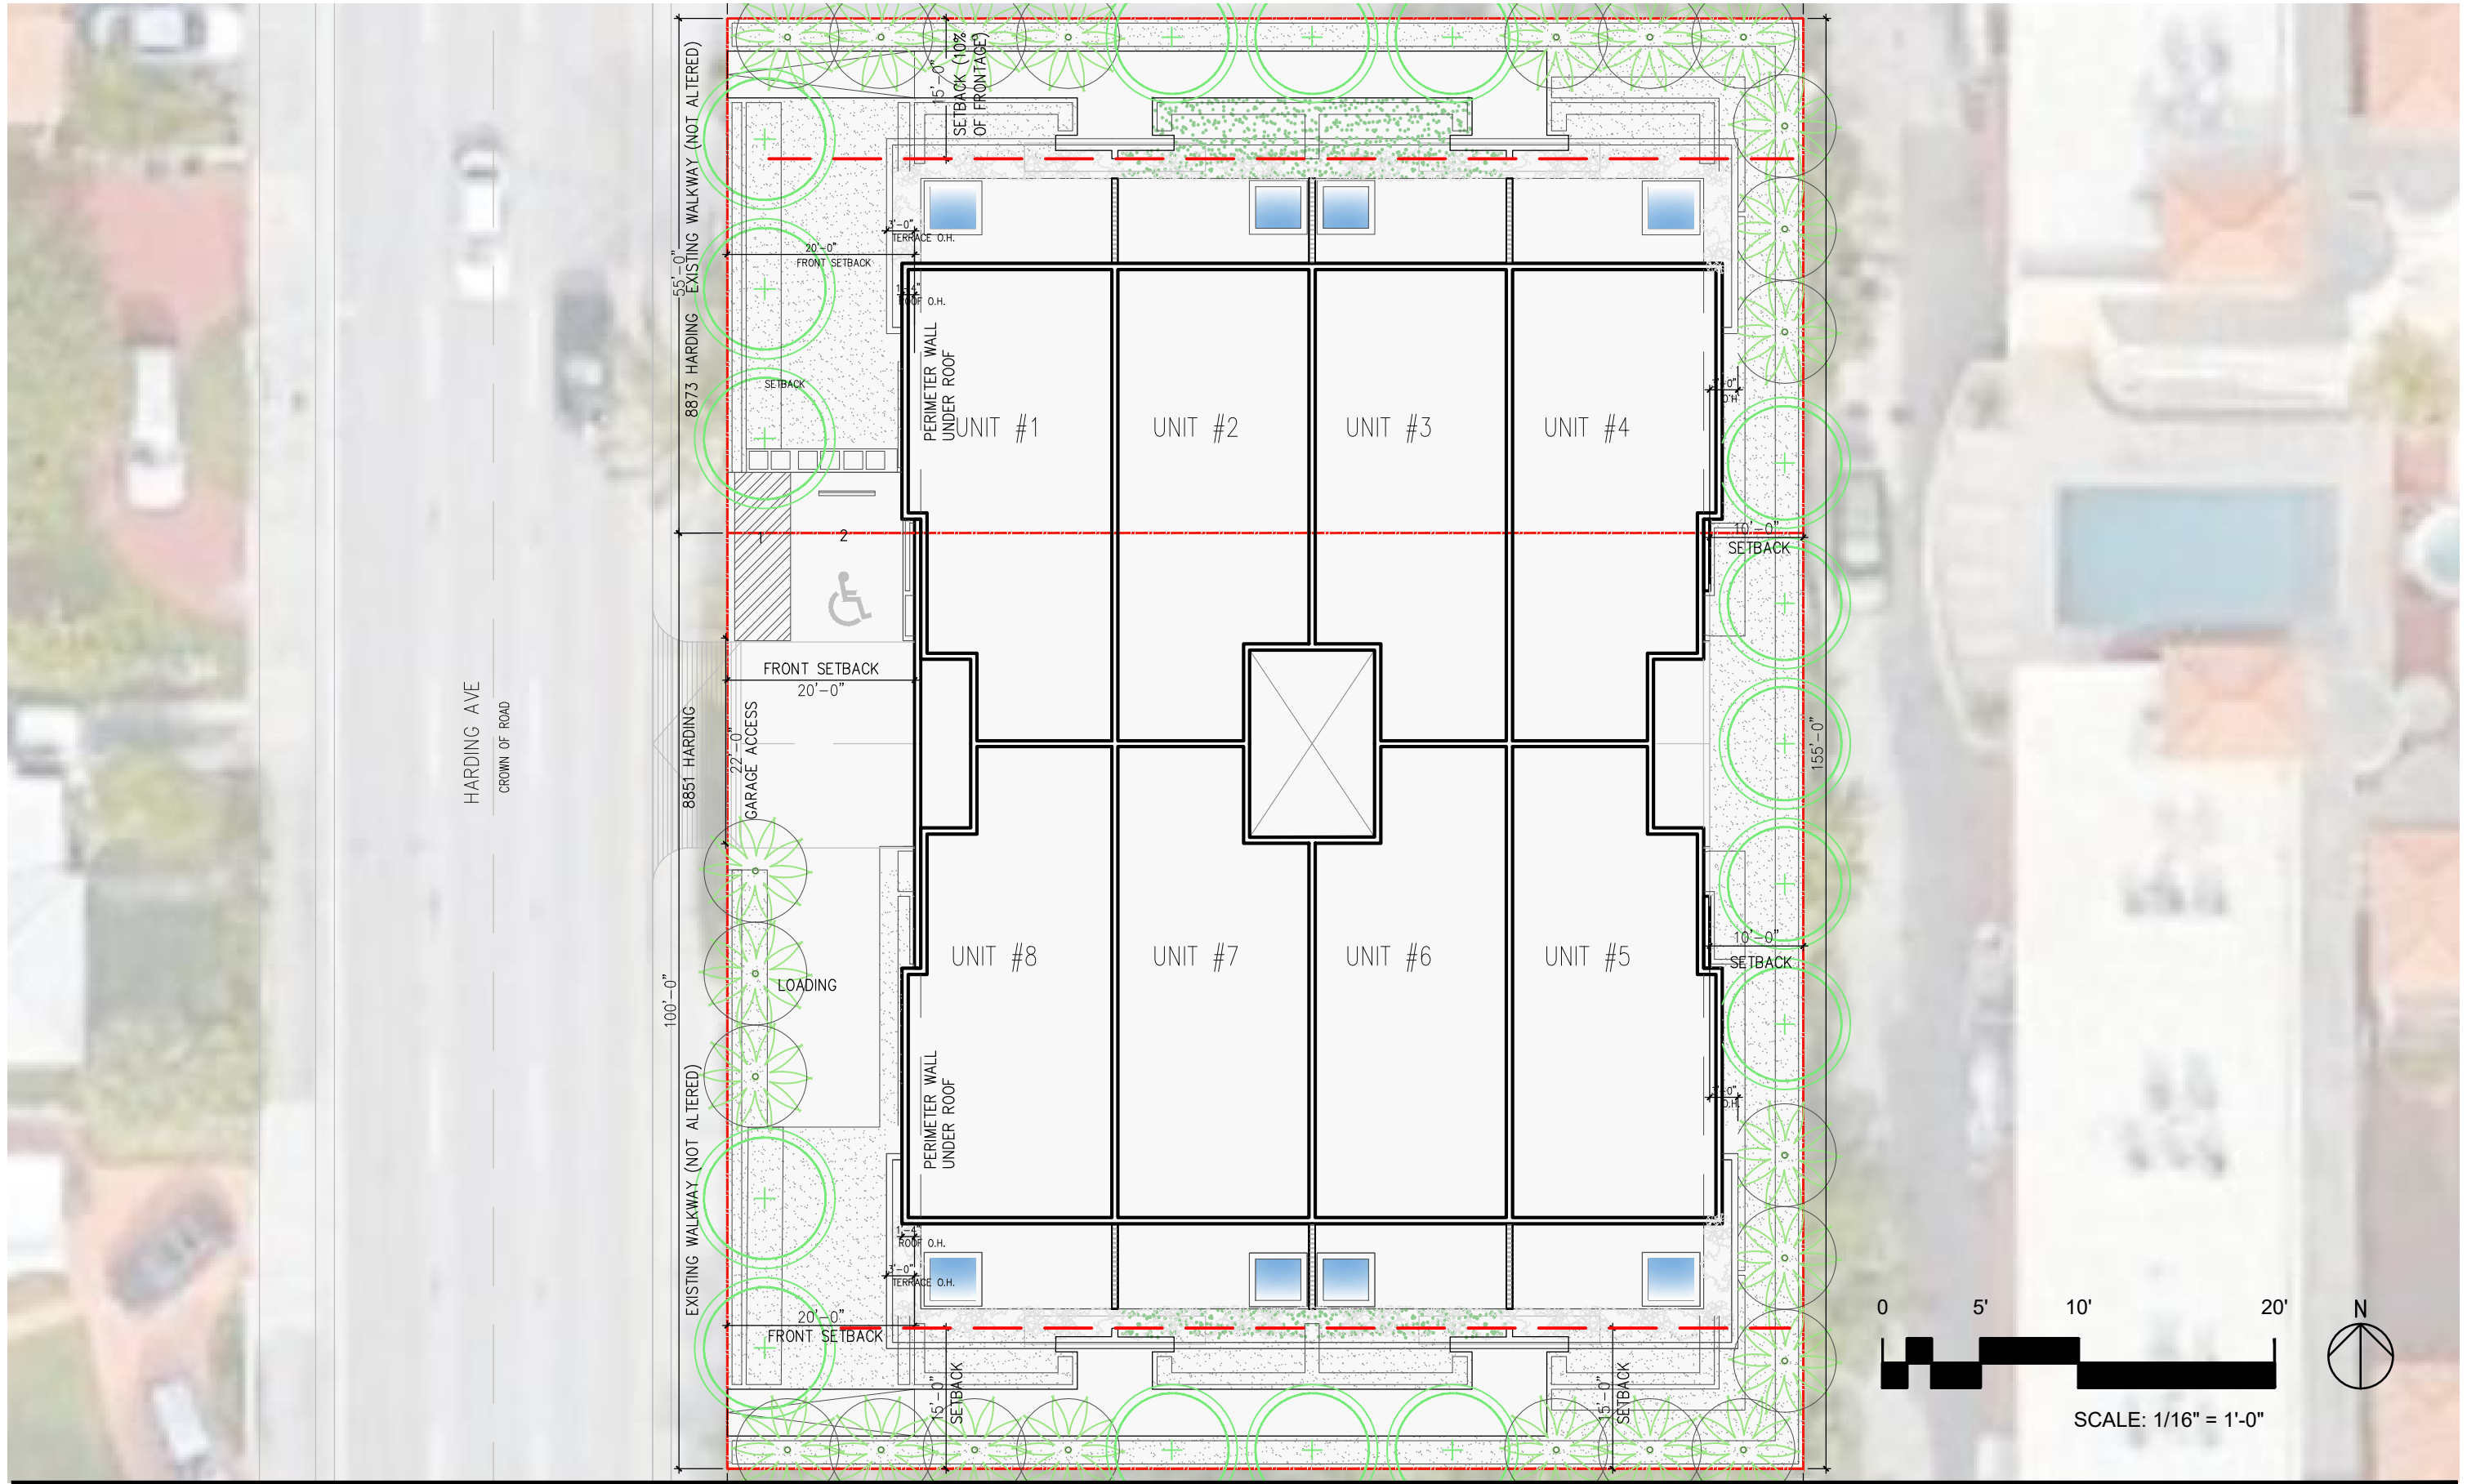 15'-0"
SETBACK (10%
OF FRONTAGE)
55'-0"
8873 HARDING
EXISTING WALKWAY (NOT ALTERED)
3'-0"
TERRACE O.H.
20'-0"
FRONT SETBACK
1'-4"
ROOF O.H.
PERIMETER WALL
UNDER ROOF
SETBACK
UNIT #1
UNIT #2
UNIT #3
UNIT #4
O.H.
1
2
10'-0"
SETBACK
FRONT SETBACK
20'-0"
HARDING AVE
CROWN OF ROAD
8851 HARDING
22'-0"
GARAGE ACCESS
155'-0"
UNIT #8
UNIT #7
UNIT #6
UNIT #5
10'-0"
SETBACK
LOADING
100'-0"
EXISTING WALKWAY (NOT ALTERED)
PERIMETER WALL
UNDER ROOF
O.H.
1'-4"
ROOF O.H.
3'-0"
TERRACE O.H.
20'-0"
FRONT SETBACK
15'-0"
SETBACK
15'-0"
SETBACK
0 5' 10' 20'
N
SCALE: 1/16" = 1'-0"